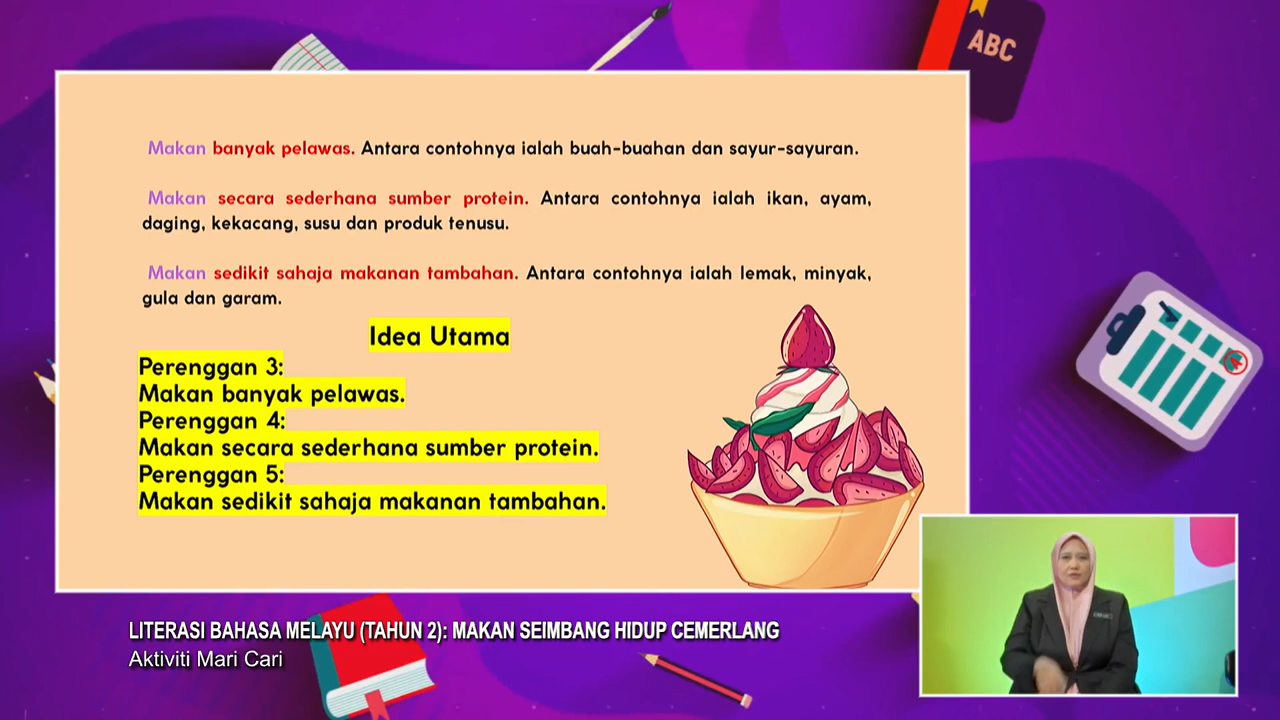 ABC
Makan banyak pelawas. Antara contohnya ialah buah-buahan dan sayur-sayuran.
Makan secara sederhana sumber protein. Antara contohnya ialah ikan, ayam,
daging, kekacang, susu dan produk tenusu.
Makan sedikit sahaja makanan tambahan. Antara contohnya ialah lemak, minyak,
gula dan garam.
Idea Utama
Perenggan 3:
Makan banyak pelawas.
Perenggan 4:
Makan secara sederhana sumber protein.
Perenggan 5:
Makan sedikit sahaja makanan tambahan.
LITERASI BAHASA MELAYU (TAHUN 2): MAKAN SEIMBANG HIDUP CEMERLANG
Aktiviti Mari Cari